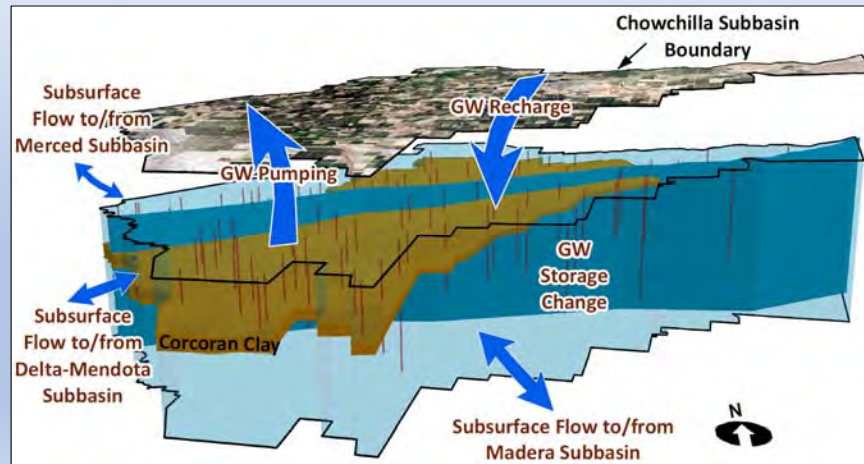 Chowchilla Subbasin
Boundary
Subsurface
Flow to/from
Merced Subbasin
GW Recharge
GW Pumping
GW
Storage
Change
Subsurface
Flow to/from
Delta-Mendota
Subbasin
Corcoran Clay
Subsurface Flow to/from
Madera Subbasin
N